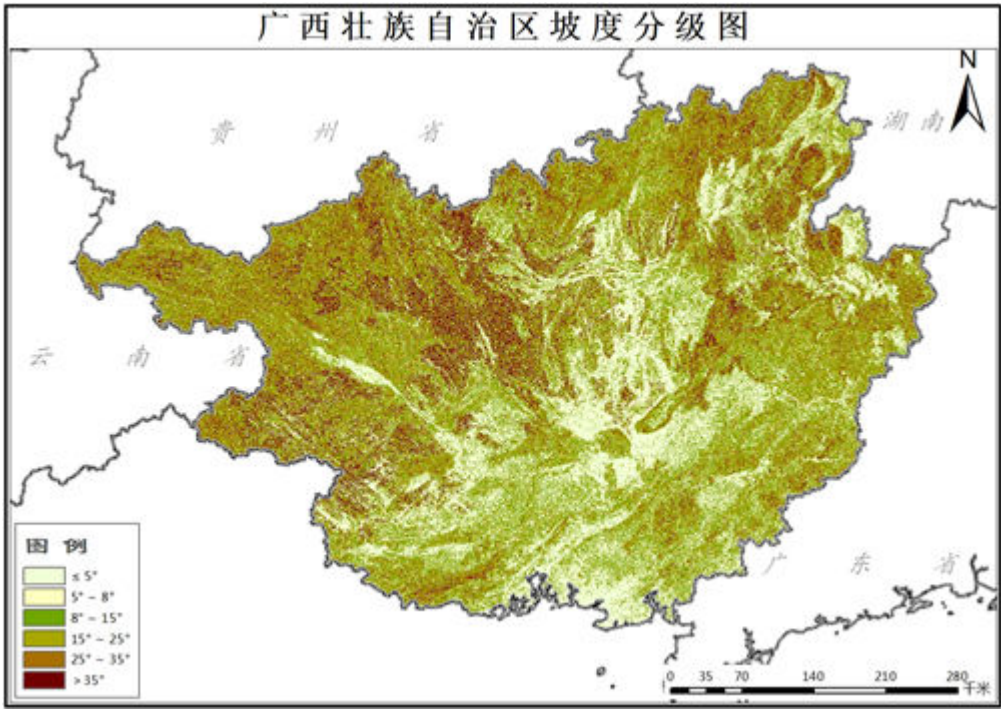 广西壮族自治区坡度分级图
N
贵州省
湖南
云南省
广东省
图例
≤ 5°
5° ~ 8°
8° ~ 15°
15° ~ 25°
25° ~ 35°
> 35°
0 35 70 140 210 280
千米